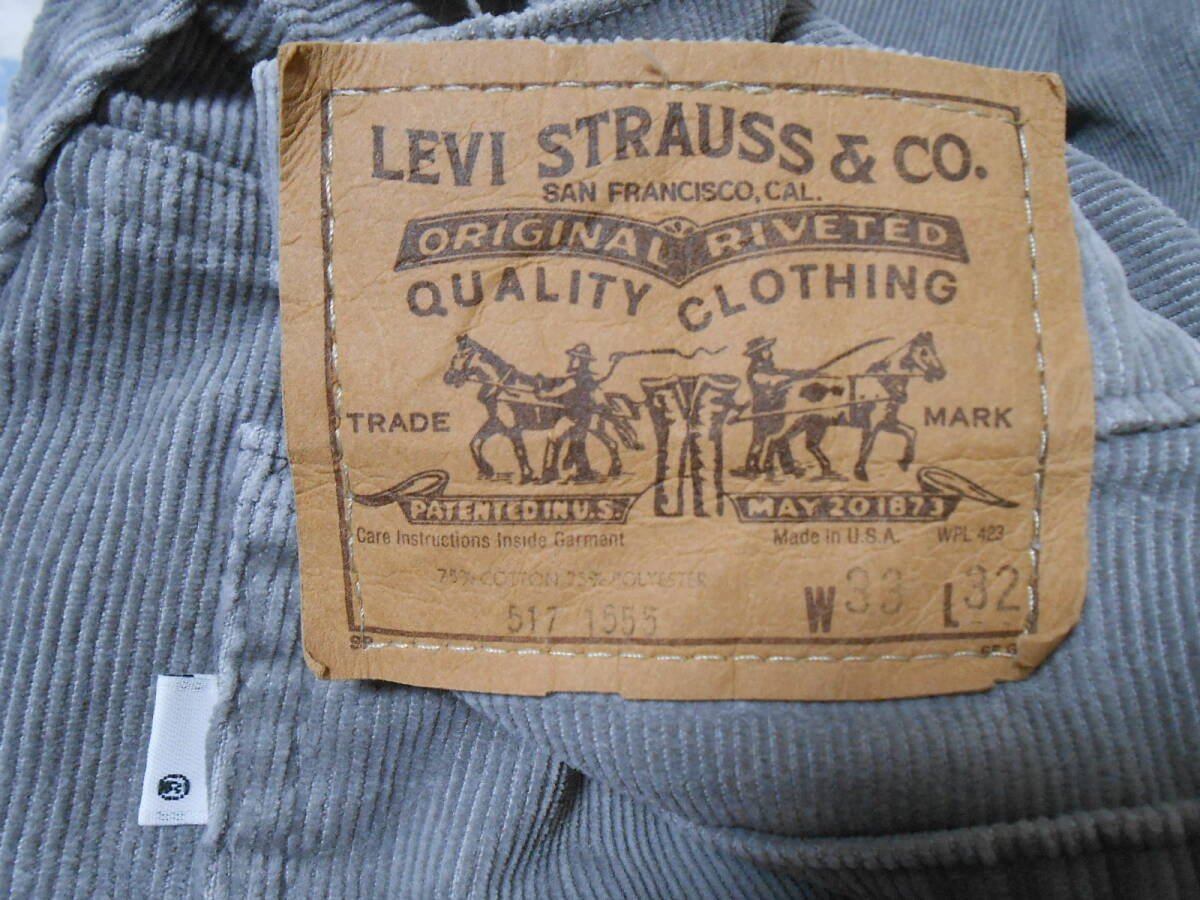 LEVI STRAUSS & CO.
SAN FRANCISCO, CAL.
ORIGINAL RIVETED
QUALITY CLOTHING
TRADE MARK
PATENTED IN U.S. MAY 20 1873
Care Instructions Inside Garment Made in U.S.A. WPL 423
75% COTTON 25% POLYESTER
517 1555 W 33 L 32
®